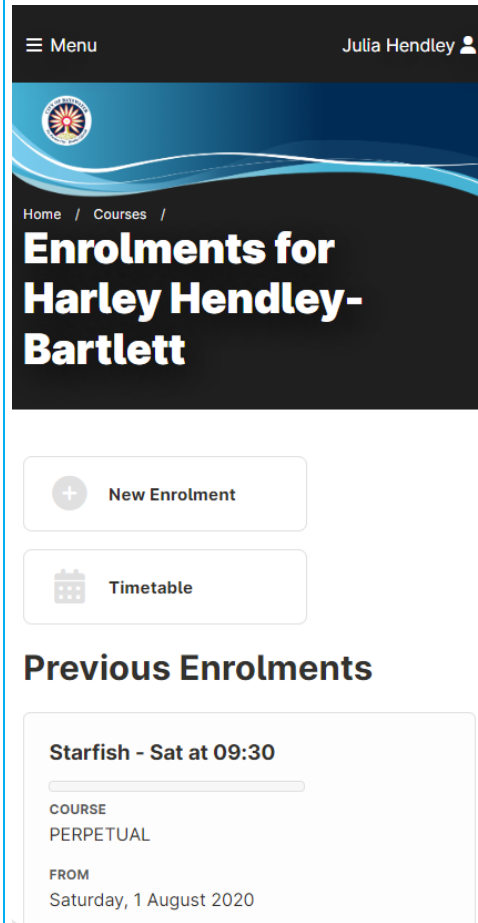 Menu
Julia Hendley
Home / Courses /
Enrolments for
Harley Hendley-
Bartlett
New Enrolment
Timetable
Previous Enrolments
Starfish - Sat at 09:30
COURSE
PERPETUAL
FROM
Saturday, 1 August 2020